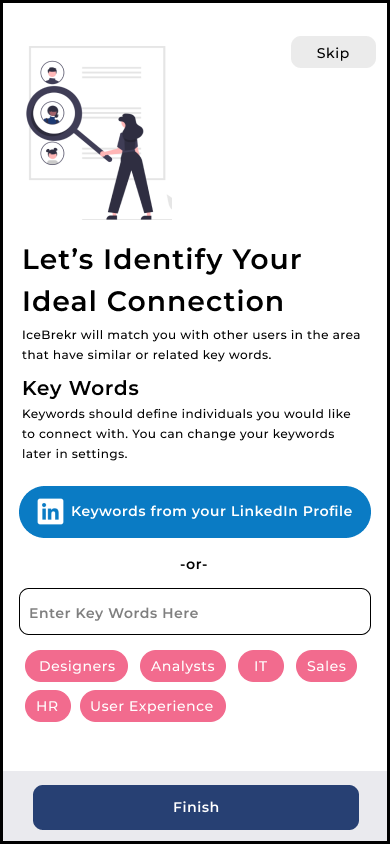 Skip
Let's Identify Your
Ideal Connection
IceBrekr will match you with other users in the area
that have similar or related key words.
Key Words
Keywords should define individuals you would like
to connect with. You can change your keywords
later in settings.
in Keywords from your LinkedIn Profile
-or-
Enter Key Words Here
Designers Analysts IT Sales
HR User Experience
Finish